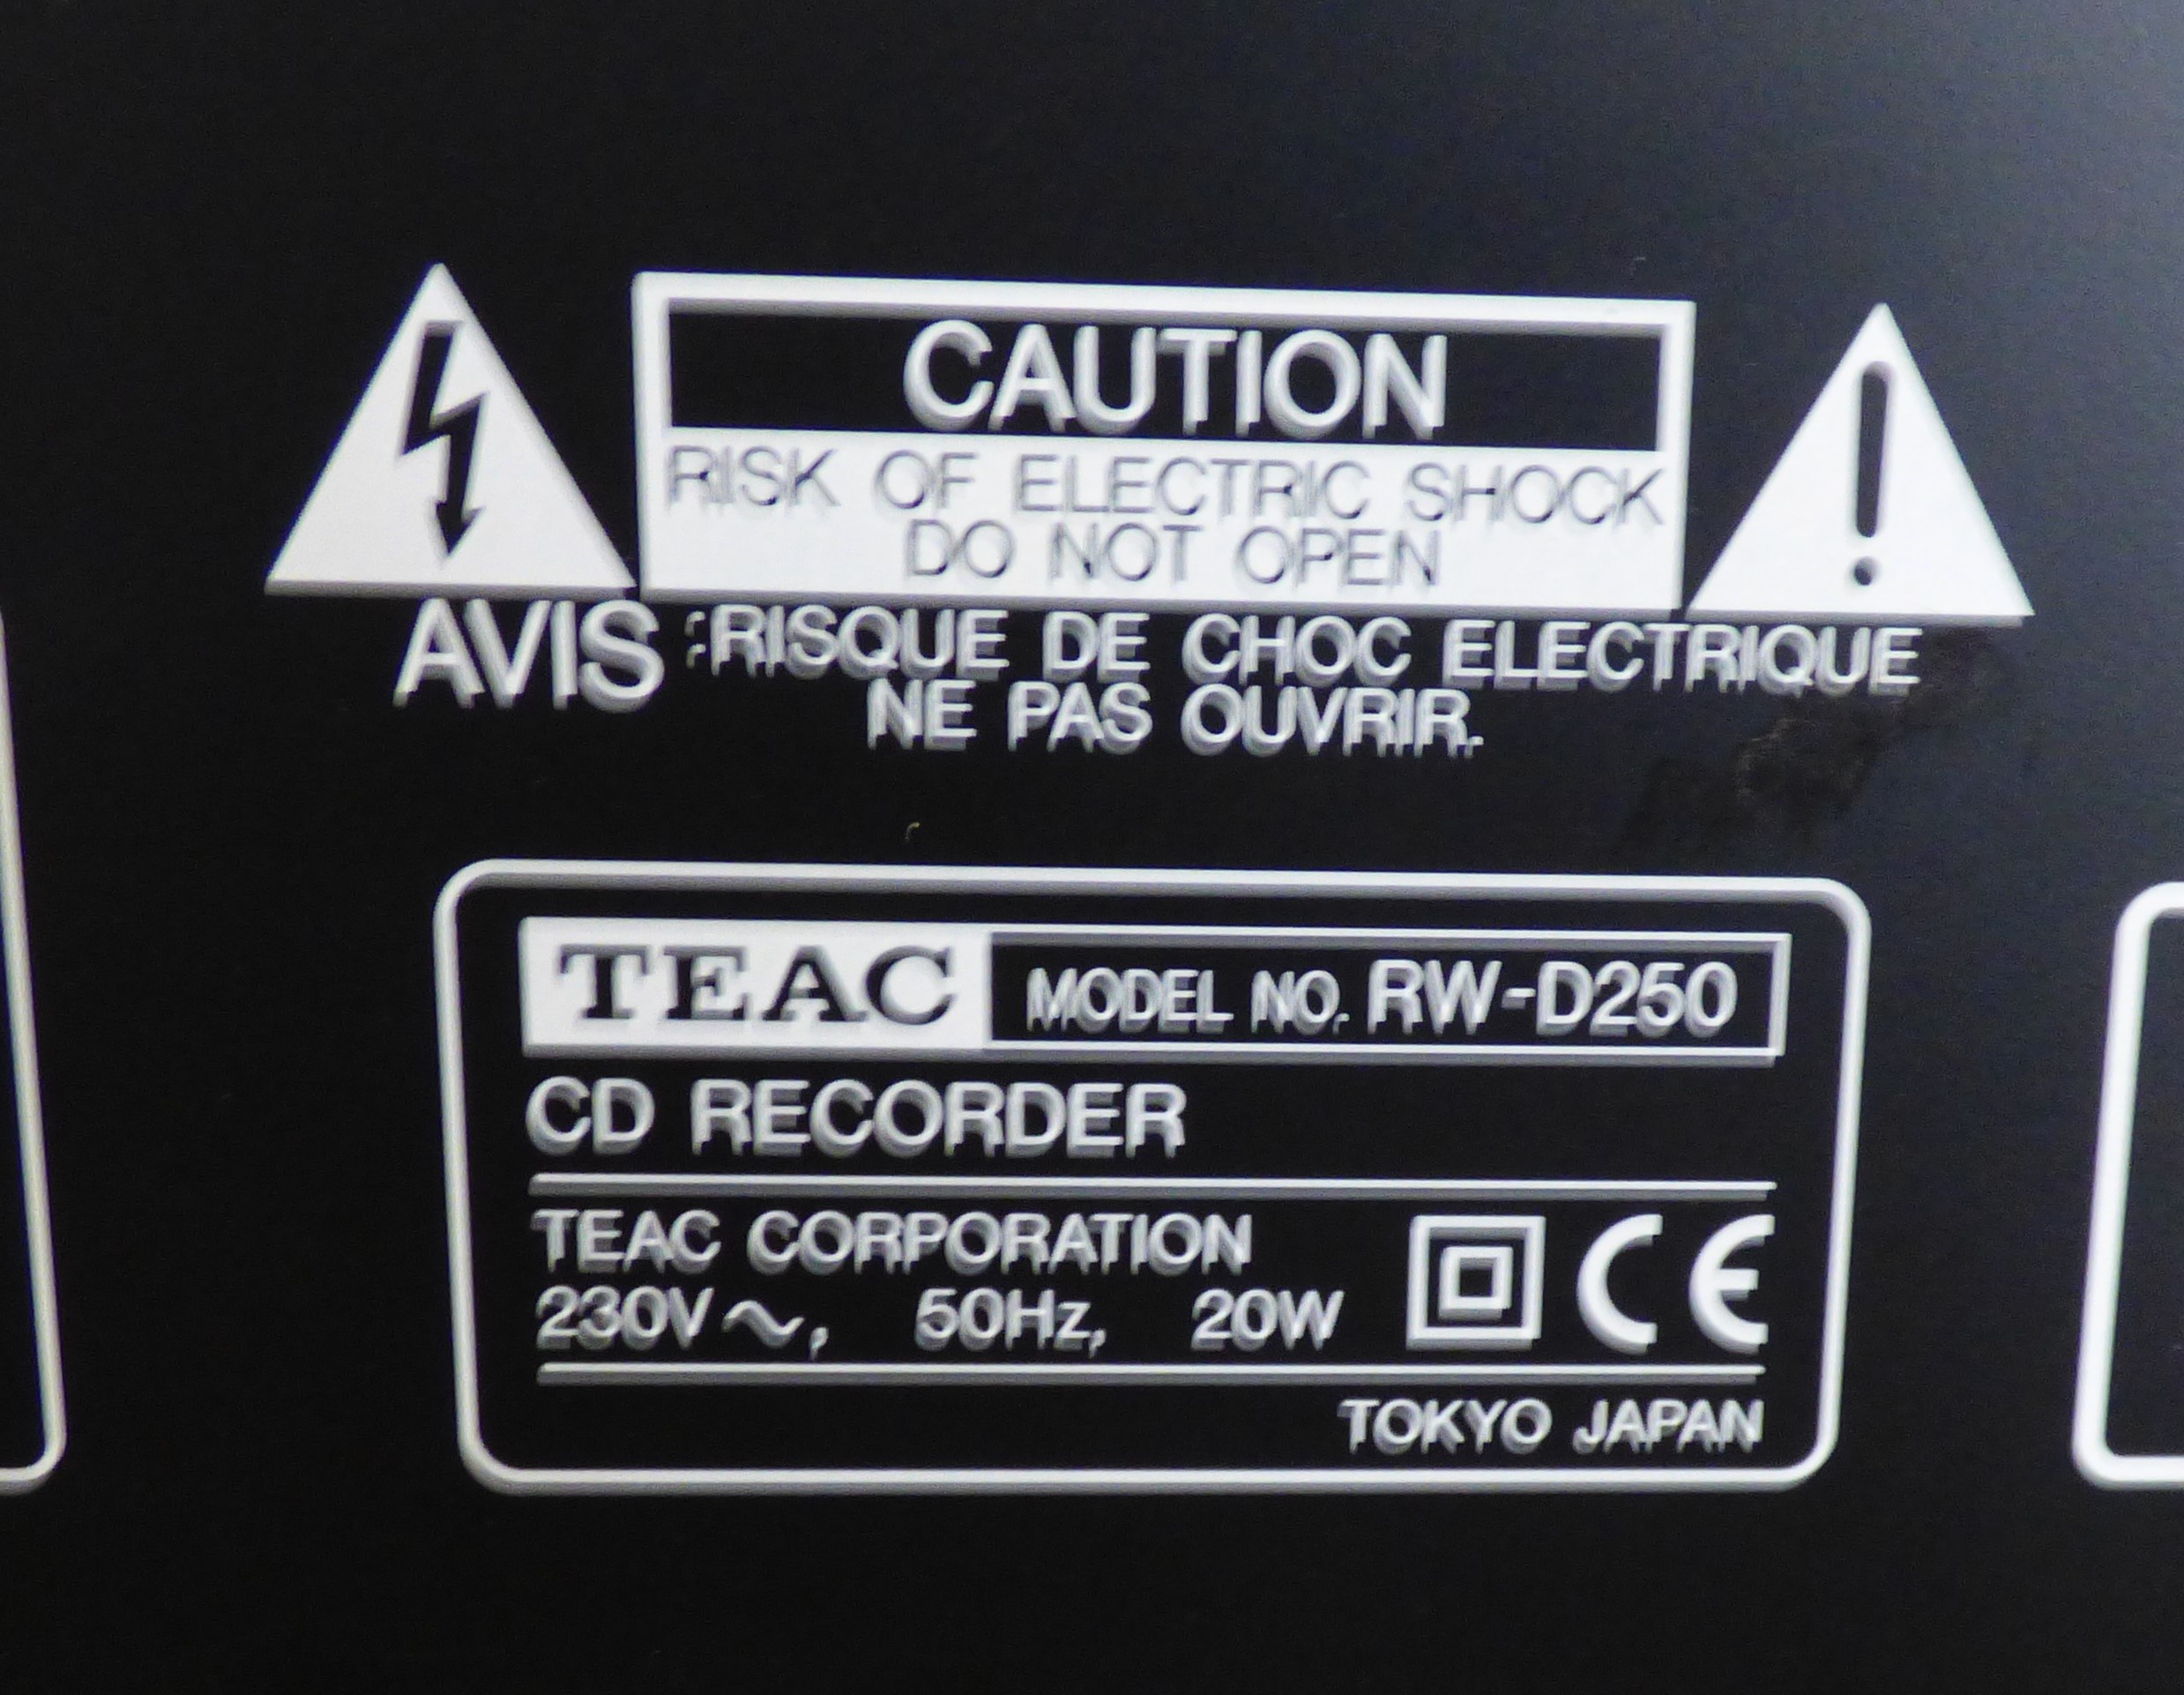 CAUTION
RISK OF ELECTRIC SHOCK
DO NOT OPEN
AVIS :RISQUE DE CHOC ELECTRIQUE
NE PAS OUVRIR.
TEAC MODEL NO. RW-D250
CD RECORDER
TEAC CORPORATION
230V~, 50Hz, 20W CE
TOKYO JAPAN